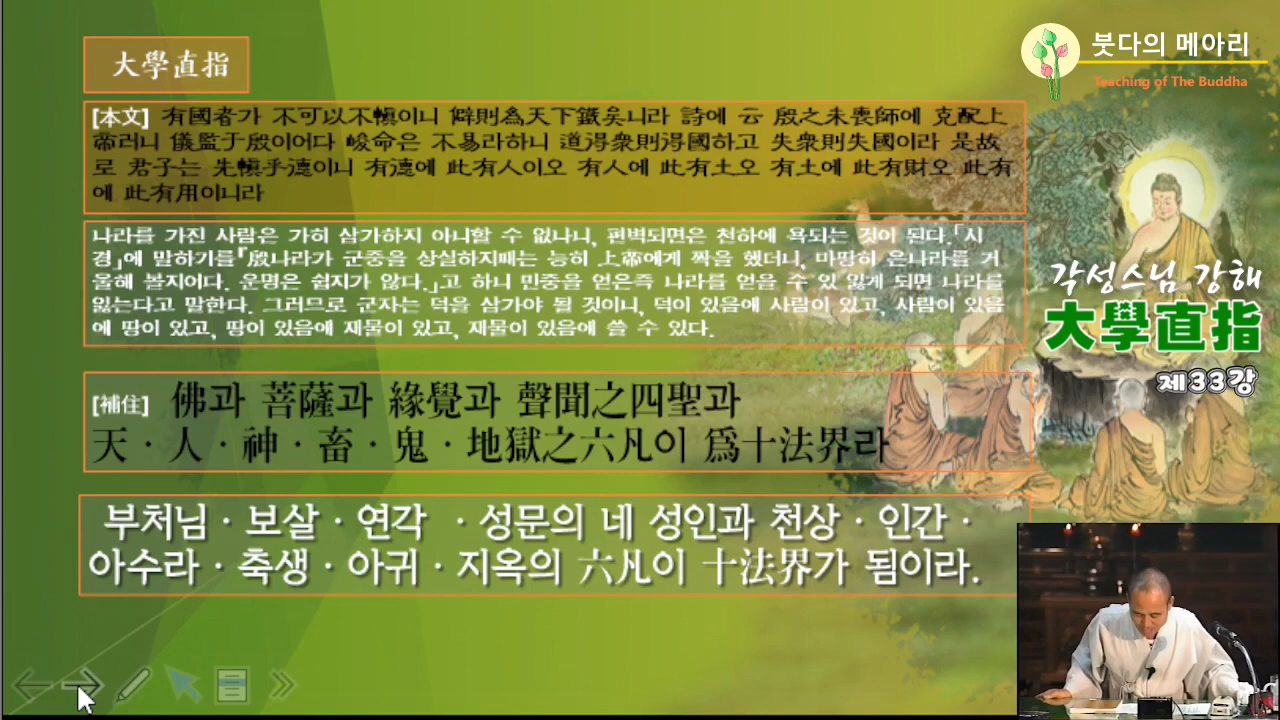 大學直指
붓다의 메아리
Teaching of The Buddha
[本文] 有國者가 不可以不愼이니 僻則為天下戮矣니라 詩에 云 殷之未喪師에 克配上
帝러니 儀監于殷이어다 峻命은 不易라하니 道得衆則得國하고 失衆則失國이라 是故
로 君子는 先愼乎德이니 有德에 此有人이오 有人에 此有土오 有土에 此有財오 此有
에 此有用이니라
나라를 가진 사람은 가히 삼가하지 아니할 수 없나니, 편벽되면은 천하에 욕되는 것이 된다.「시
경」에 말하기를『殷나라가 군중을 상실하지때는 능히 上帝에게 짝을 했더니, 마땅히 은나라를 거
울해 볼지어다. 운명은 쉽지가 않다.」고 하니 민중을 얻은즉 나라를 얻을 수 있 잃게 되면 나라를
잃는다고 말한다. 그러므로 군자는 덕을 삼가야 될 것이니, 덕이 있음에 사람이 있고, 사람이 있음
에 땅이 있고, 땅이 있음에 재물이 있고, 재물이 있음에 쓸 수 있다.
각성스님 강해
大學直指
제33강
[補住] 佛과 菩薩과 緣覺과 聲聞之四聖과
天·人·神·畜·鬼·地獄之六凡이 爲十法界라
부처님·보살·연각 ·성문의 네 성인과 천상·인간·
아수라·축생·아귀·지옥의 六凡이 十法界가 됨이라.